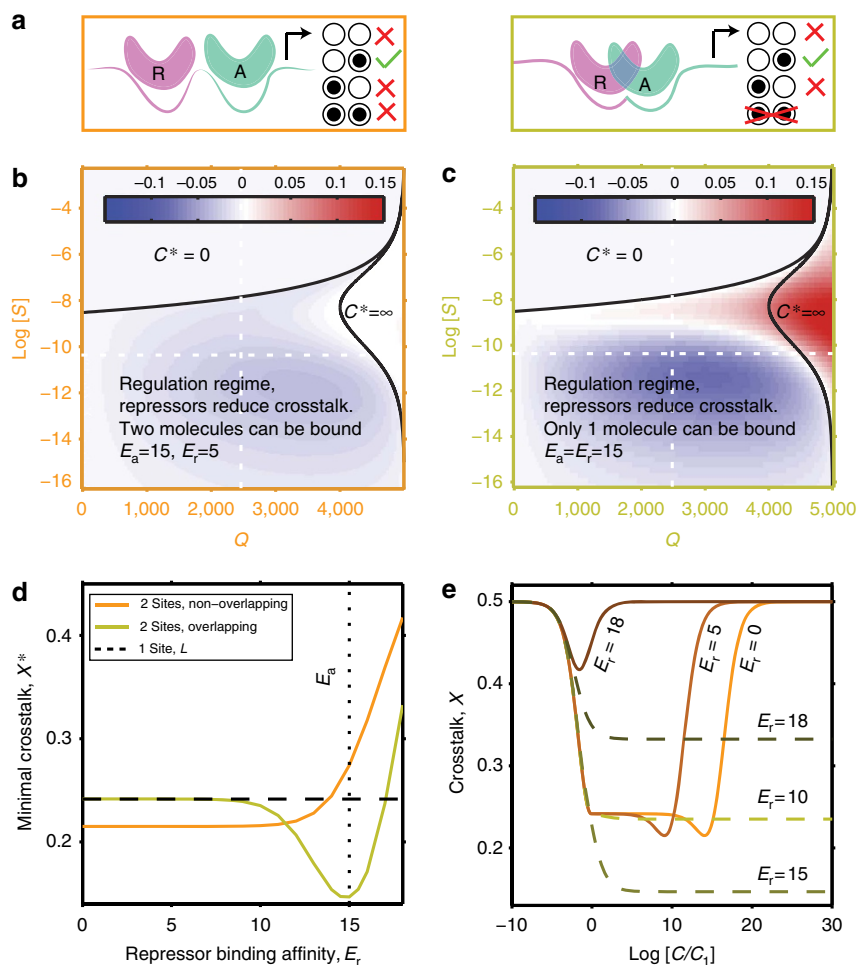 a
R A
R A
b
−0.1 −0.05 0 0.05 0.1 0.15
−4
−6
−8
−10
−12
−14
−16
Log [S]
C* = 0
C*=∞
Regulation regime,
repressors reduce crosstalk.
Two molecules can be bound
Ea=15, Er=5
0 1,000 2,000 3,000 4,000
Q
c
−0.1 −0.05 0 0.05 0.1 0.15
−4
−6
−8
−10
−12
−14
−16
Log [S]
C* = 0
C*=∞
Regulation regime,
repressors reduce crosstalk.
Only 1 molecule can be bound
Ea=Er=15
0 1,000 2,000 3,000 4,000 5,000
Q
d
2 Sites, non−overlapping
2 Sites, overlapping
1 Site, L
Ea
0.4
0.3
0.2
Minimal crosstalk, X*
0 5 10 15
Repressor binding affinity, Er
e
0.5
0.4
0.3
0.2
Crosstalk, X
Er = 18
Er = 5
Er = 0
Er=18
Er=10
Er=15
−10 0 10 20 30
Log [C/C1]